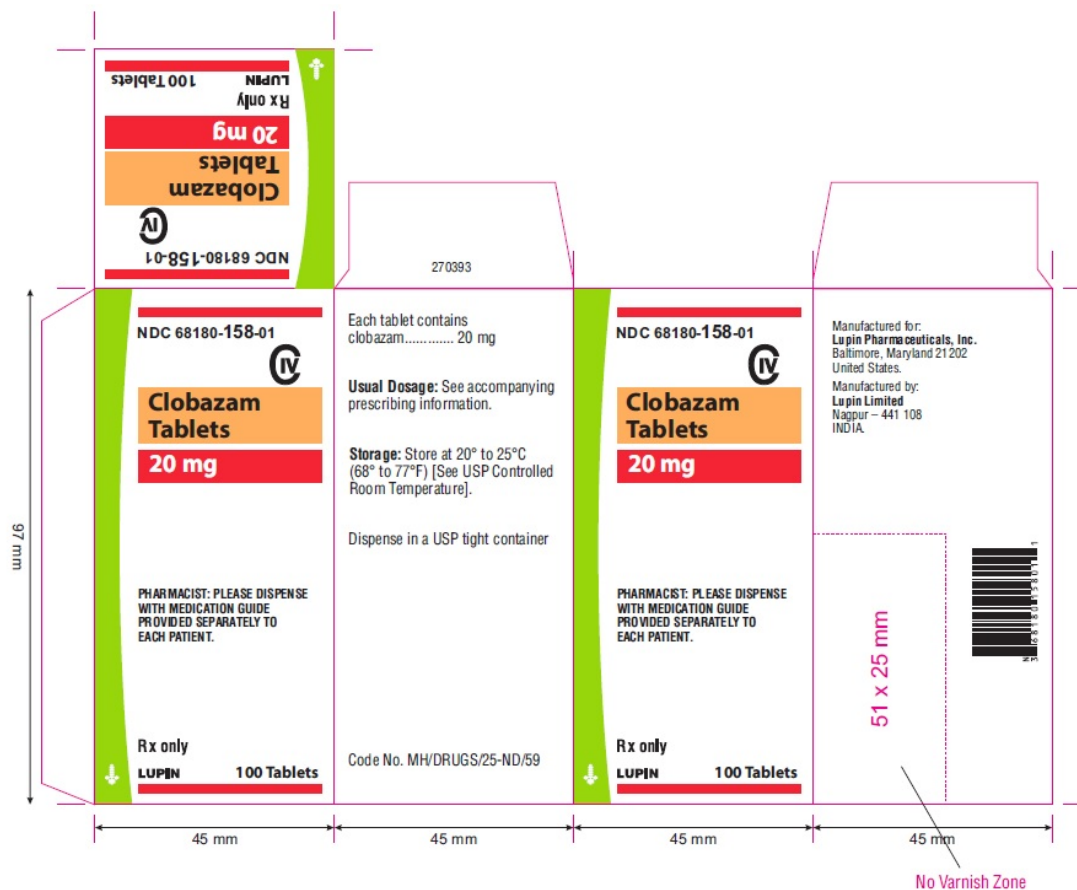 NDC 68180-158-01
CIV
Clobazam
Tablets
20 mg
Rx only
LUPIN 100 Tablets
270393
NDC 68180-158-01
CIV
Clobazam
Tablets
20 mg
PHARMACIST: PLEASE DISPENSE
WITH MEDICATION GUIDE
PROVIDED SEPARATELY TO
EACH PATIENT.
Rx only
LUPIN 100 Tablets
Each tablet contains
clobazam............. 20 mg
Usual Dosage: See accompanying
prescribing information.
Storage: Store at 20° to 25°C
(68° to 77°F) [See USP Controlled
Room Temperature].
Dispense in a USP tight container
Code No. MH/DRUGS/25-ND/59
NDC 68180-158-01
CIV
Clobazam
Tablets
20 mg
PHARMACIST: PLEASE DISPENSE
WITH MEDICATION GUIDE
PROVIDED SEPARATELY TO
EACH PATIENT.
Rx only
LUPIN 100 Tablets
Manufactured for:
Lupin Pharmaceuticals, Inc.
Baltimore, Maryland 21202
United States.
Manufactured by:
Lupin Limited
Nagpur – 441 108
INDIA.
51 x 25 mm
N
3 68180 15801 1
97 mm
45 mm
45 mm
45 mm
45 mm
No Varnish Zone